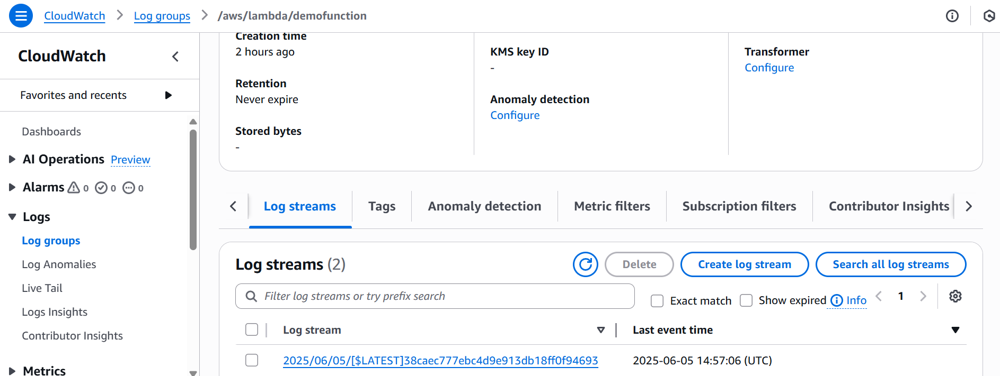 CloudWatch > Log groups > /aws/lambda/demofunction
CloudWatch
Favorites and recents
Dashboards
AI Operations Preview
Alarms 0 0 0
Logs
Log groups
Log Anomalies
Live Tail
Logs Insights
Contributor Insights
Metrics
Creation time
2 hours ago
Retention
Never expire
Stored bytes
-
KMS key ID
-
Anomaly detection
Configure
Transformer
Configure
Log streams Tags Anomaly detection Metric filters Subscription filters Contributor Insights
Log streams (2) Delete Create log stream Search all log streams
Filter log streams or try prefix search Exact match Show expired Info 1
Log stream Last event time
2025/06/05/[$LATEST]38caec777ebc4d9e913db18ff0f94693 2025-06-05 14:57:06 (UTC)